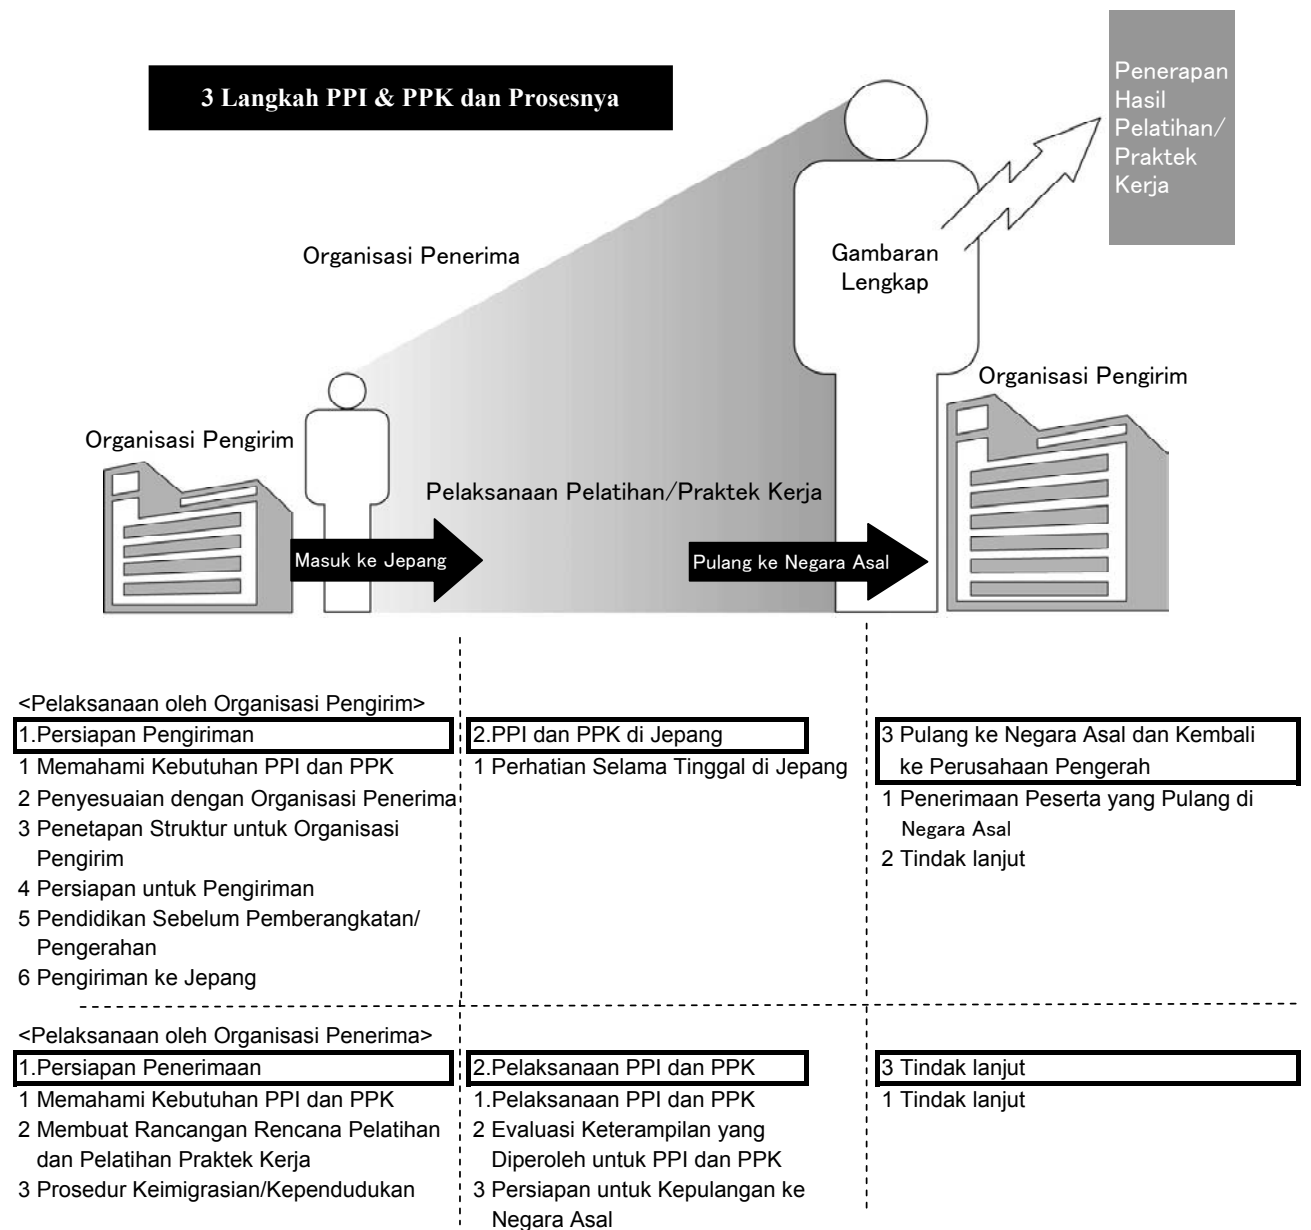 3 Langkah PPI & PPK dan Prosesnya
Penerapan
Hasil
Pelatihan/
Praktek
Kerja
Organisasi Penerima
Gambaran
Lengkap
Organisasi Pengirim
Organisasi Pengirim
Pelaksanaan Pelatihan/Praktek Kerja
Masuk ke Jepang
Pulang ke Negara Asal
<Pelaksanaan oleh Organisasi Pengirim>
1.Persiapan Pengiriman
1 Memahami Kebutuhan PPI dan PPK
2 Penyesuaian dengan Organisasi Penerima
3 Penetapan Struktur untuk Organisasi
Pengirim
4 Persiapan untuk Pengiriman
5 Pendidikan Sebelum Pemberangkatan/
Pengerahan
6 Pengiriman ke Jepang
2.PPI dan PPK di Jepang
1 Perhatian Selama Tinggal di Jepang
3 Pulang ke Negara Asal dan Kembali
ke Perusahaan Pengerah
1 Penerimaan Peserta yang Pulang di
Negara Asal
2 Tindak lanjut
<Pelaksanaan oleh Organisasi Penerima>
1.Persiapan Penerimaan
1 Memahami Kebutuhan PPI dan PPK
2 Membuat Rancangan Rencana Pelatihan
dan Pelatihan Praktek Kerja
3 Prosedur Keimigrasian/Kependudukan
2.Pelaksanaan PPI dan PPK
1.Pelaksanaan PPI dan PPK
2 Evaluasi Keterampilan yang
Diperoleh untuk PPI dan PPK
3 Persiapan untuk Kepulangan ke
Negara Asal
3 Tindak lanjut
1 Tindak lanjut